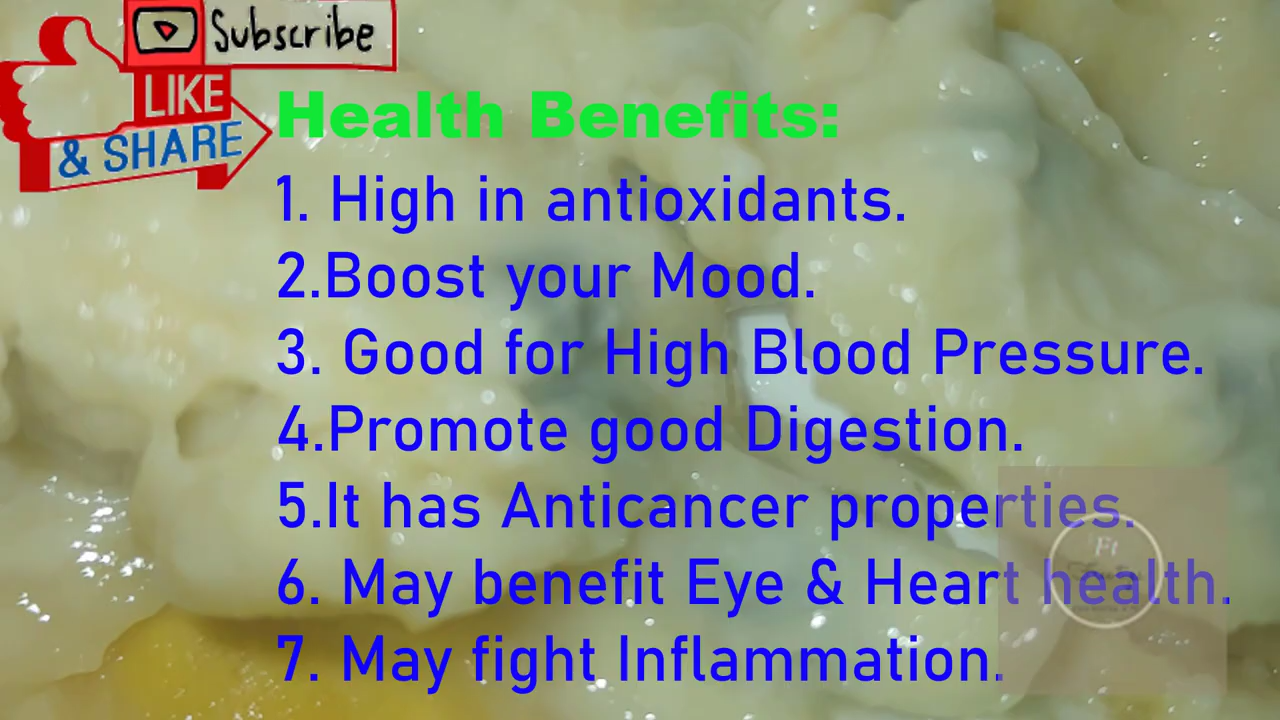 Subscribe
LIKE
& SHARE
Health Benefits:
1. High in antioxidants.
2.Boost your Mood.
3. Good for High Blood Pressure.
4.Promote good Digestion.
5.It has Anticancer properties.
6. May benefit Eye & Heart health.
7. May fight Inflammation.
Ft